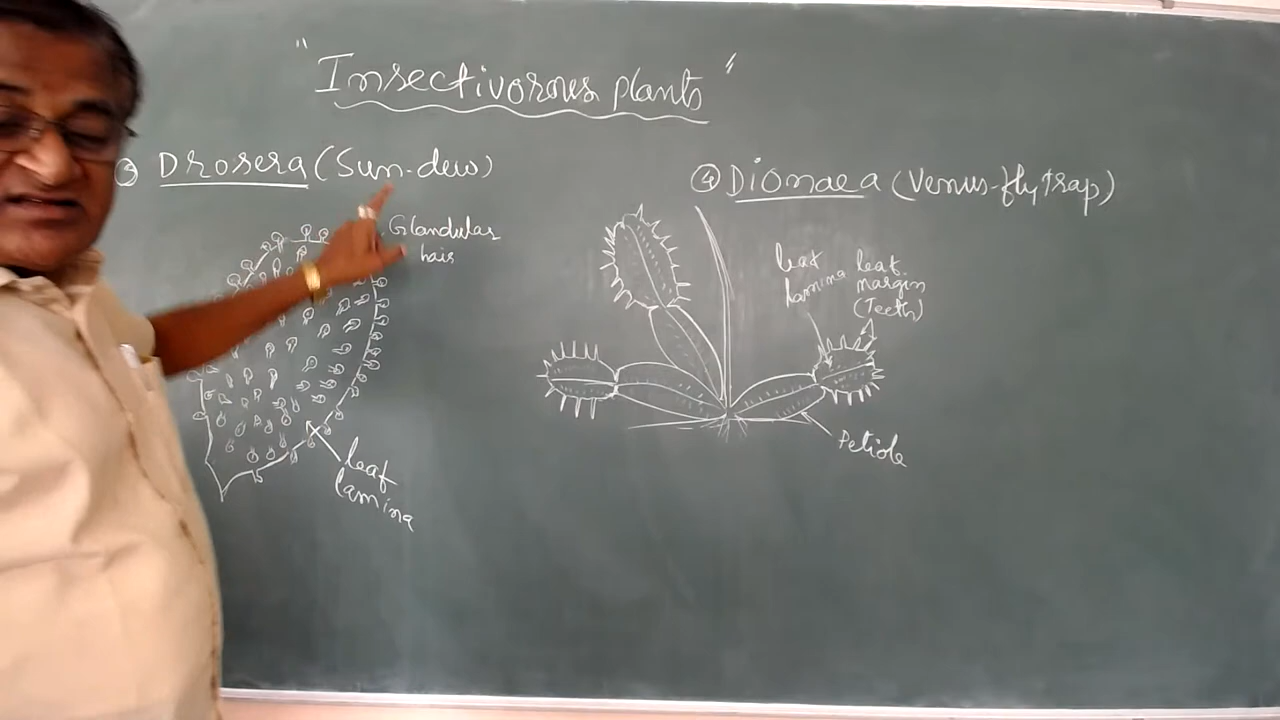 "Insectivorous plants"
③ Drosera (Sun-dew)
Glandular
hair
leaf
lamina
④ Dionaea (Venus-fly trap)
leaf
lamina
leaf
margin
(Teeth)
Petiole